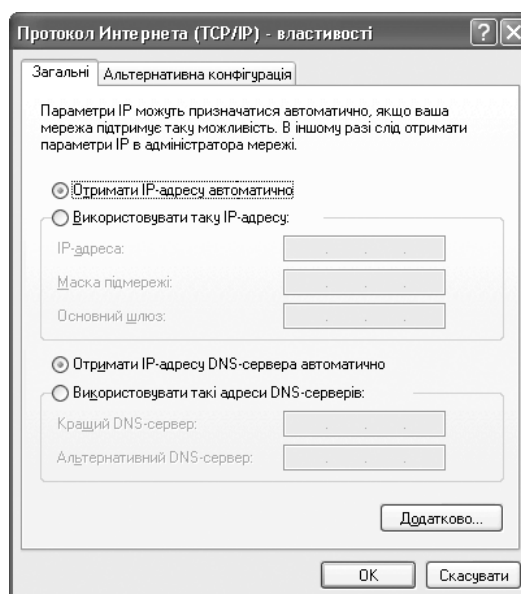 Протокол Интернета (TCP/IP) - властивості
Загальні
Альтернативна конфігурація
Параметри IP можуть призначатися автоматично, якщо ваша
мережа підтримує таку можливість. В іншому разі слід отримати
параметри IP в адміністратора мережі.
Отримати IP-адресу автоматично
Використовувати таку IP-адресу:
IP-адреса:
Маска підмережі:
Основний шлюз:
Отримати IP-адресу DNS-сервера автоматично
Використовувати такі адреси DNS-серверів:
Кращий DNS-сервер:
Альтернативний DNS-сервер:
Додатково...
OK
Скасувати